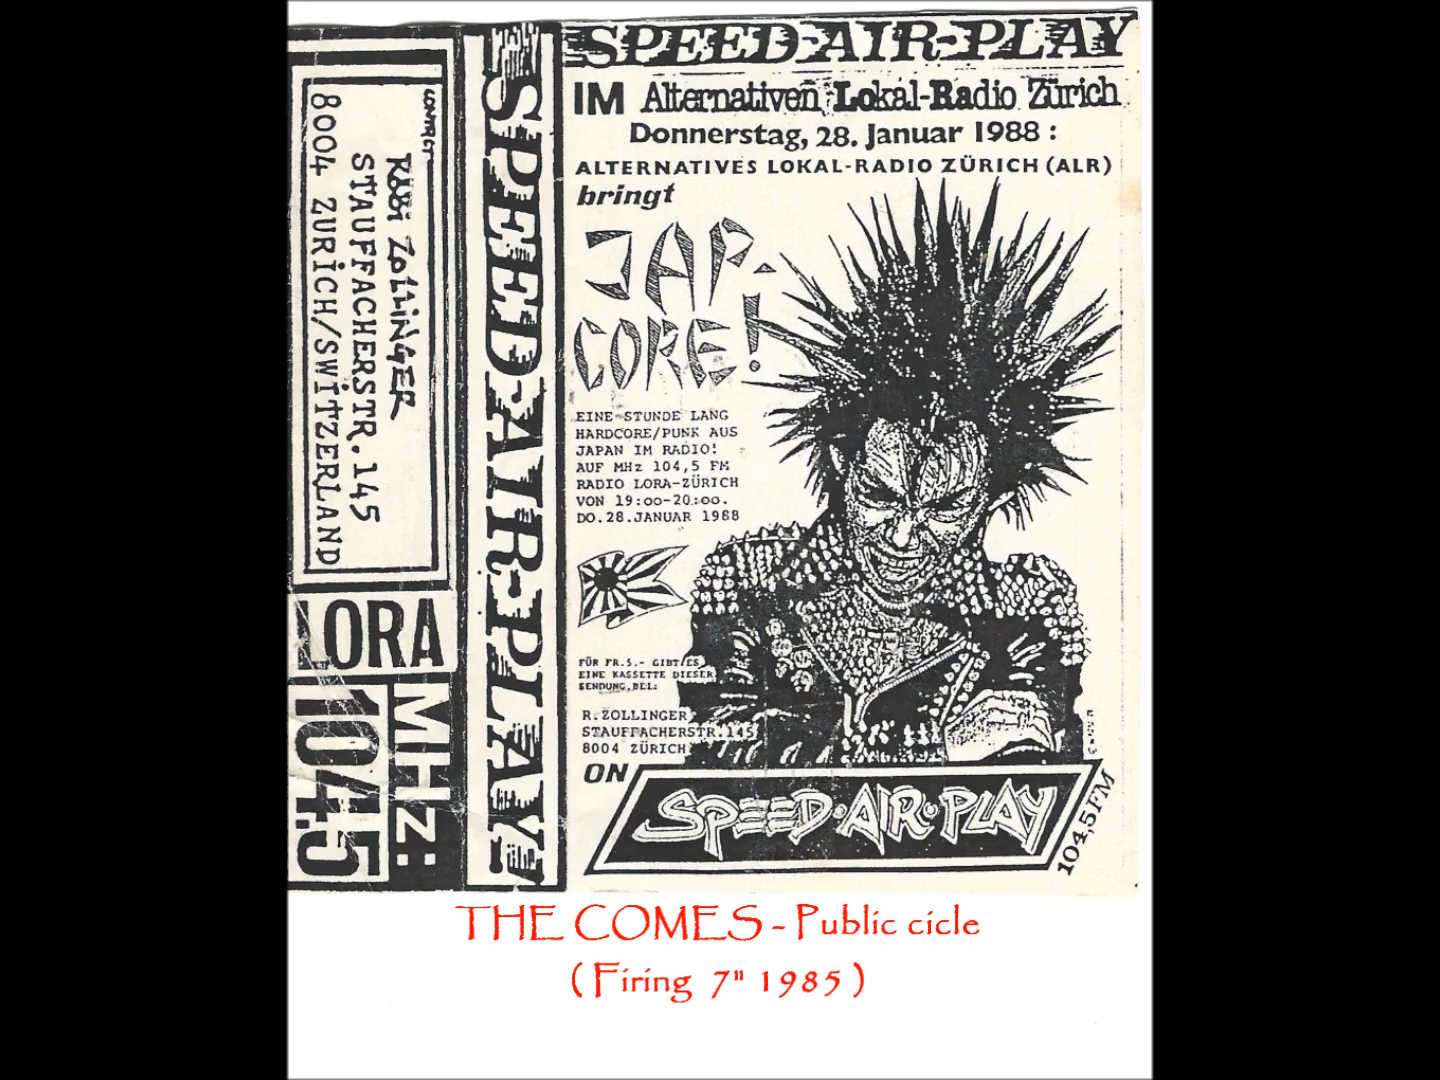 CONTACT
RÖBi ZOLLiNGER
STAUFFACHERSTR.145
8004 ZÜRiCH/SWiTZERLAND
LORA
MHZ:
104.5
SPEED-AIR-PLAY!
SPEED-AIR-PLAY
IM Alternativen Lokal-Radio Zürich
Donnerstag, 28. Januar 1988 :
ALTERNATIVES LOKAL-RADIO ZÜRICH (ALR)
bringt
JAP-
CORE!
EINE STUNDE LANG
HARDCORE/PUNK AUS
JAPAN IM RADIO!
AUF MHz 104,5 FM
RADIO LORA-ZÜRICH
VON 19:00-20:00.
DO.28.JANUAR 1988
FÜR FR.5.- GIBT ES
EINE KASSETTE DIESER
SENDUNG,BEI:
R.ZOLLINGER
STAUFFACHERSTR.145
8004 ZÜRICH
ON
SPEED·AIR·PLAY
104,5 FM
THE COMES - Public cicle
( Firing 7" 1985 )